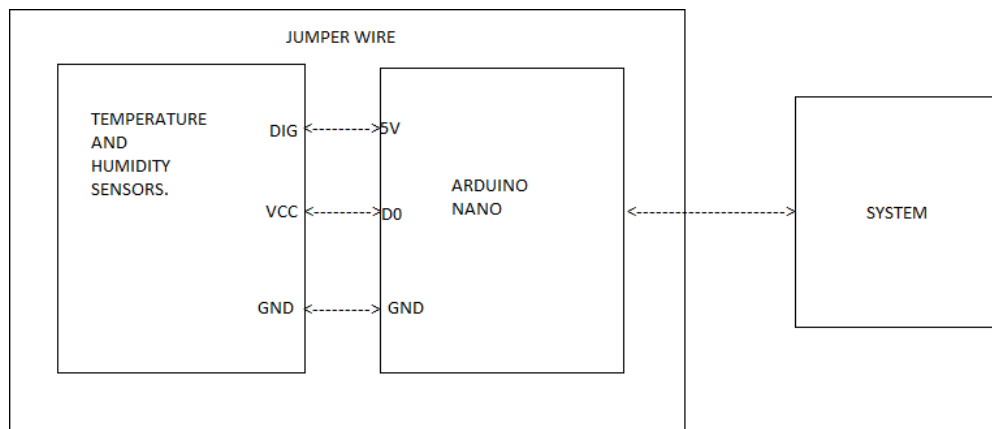 JUMPER WIRE
TEMPERATURE
AND
HUMIDITY
SENSORS.
DIG
VCC
GND
5V
D0
GND
ARDUINO
NANO
SYSTEM